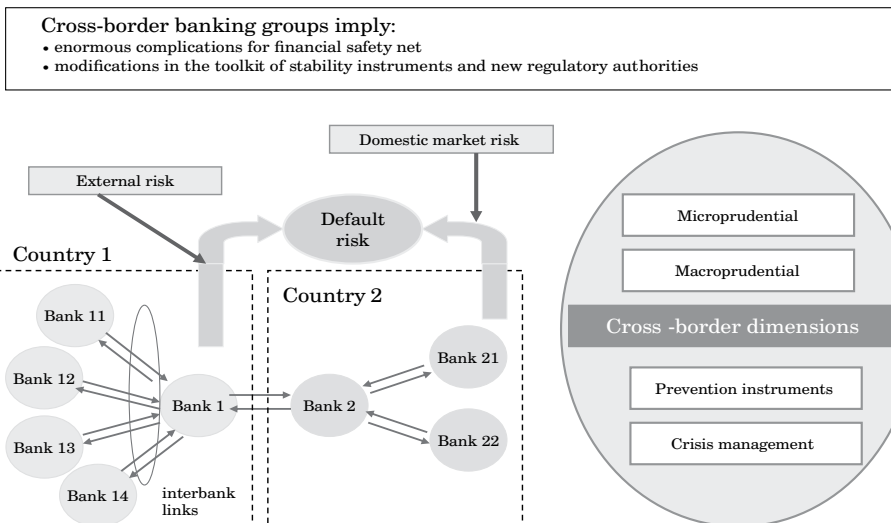 Cross-border banking groups imply:
• enormous complications for financial safety net
• modifications in the toolkit of stability instruments and new regulatory authorities
Domestic market risk
External risk
Default
risk
Country 1
Country 2
Bank 11
Bank 12
Bank 13
Bank 14
Bank 1
interbank
links
Bank 2
Bank 21
Bank 22
Microprudential
Macroprudential
Cross -border dimensions
Prevention instruments
Crisis management